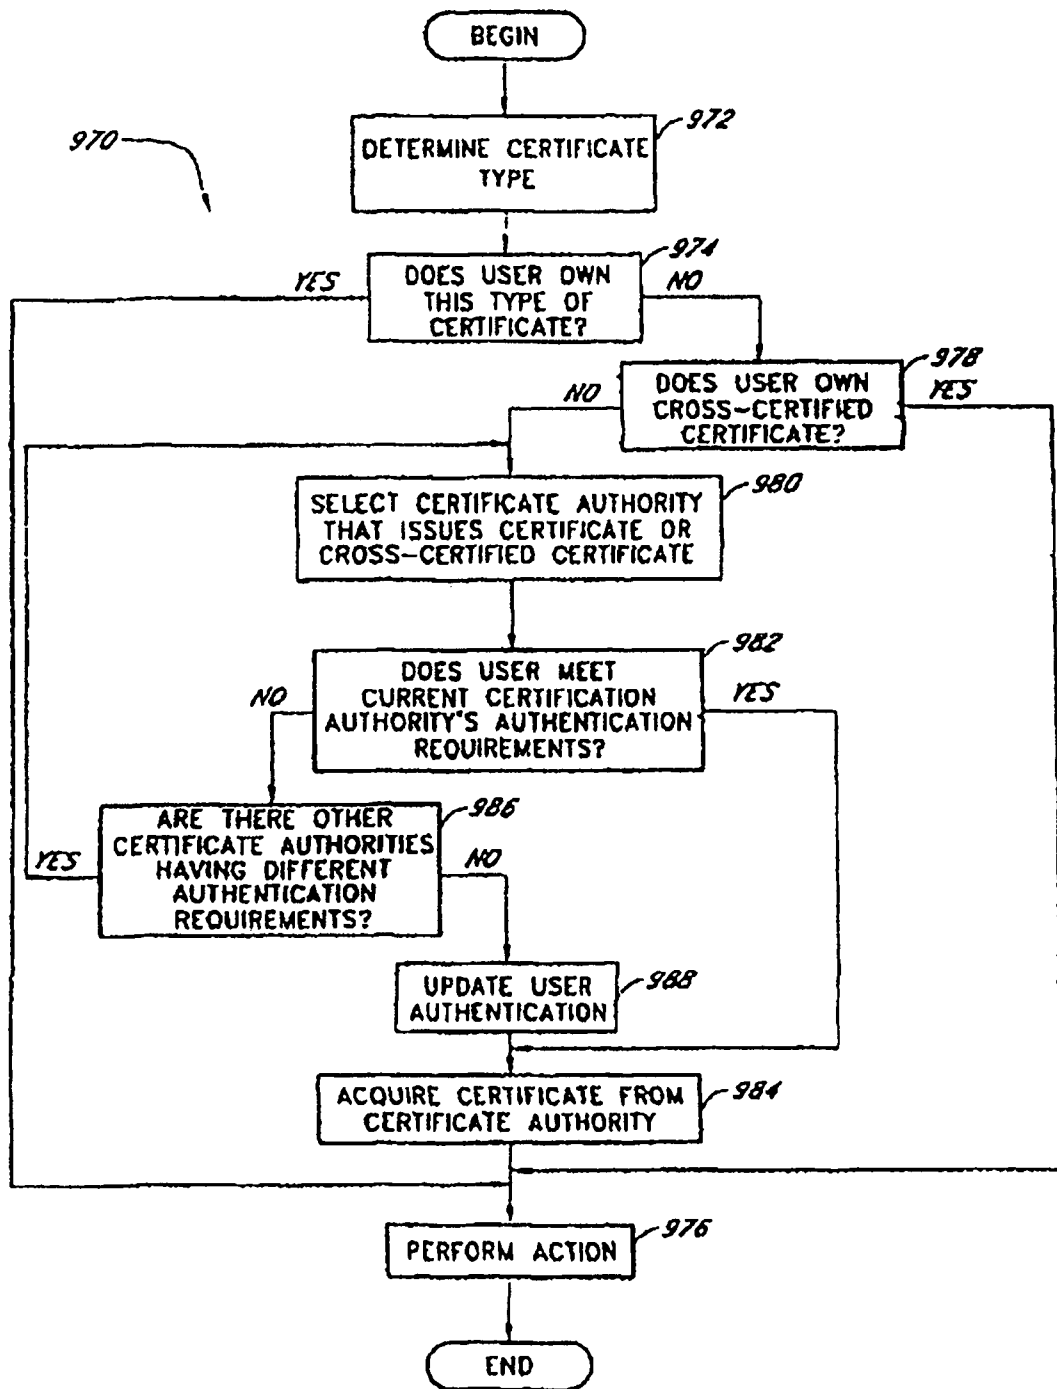 BEGIN
970
972
DETERMINE CERTIFICATE
TYPE
974
YES
DOES USER OWN
THIS TYPE OF
CERTIFICATE?
NO
978
NO
DOES USER OWN
CROSS-CERTIFIED
CERTIFICATE?
YES
980
SELECT CERTIFICATE AUTHORITY
THAT ISSUES CERTIFICATE OR
CROSS-CERTIFIED CERTIFICATE
982
NO
DOES USER MEET
CURRENT CERTIFICATION
AUTHORITY'S AUTHENTICATION
REQUIREMENTS?
YES
986
YES
ARE THERE OTHER
CERTIFICATE AUTHORITIES
HAVING DIFFERENT
AUTHENTICATION
REQUIREMENTS?
NO
988
UPDATE USER
AUTHENTICATION
984
ACQUIRE CERTIFICATE FROM
CERTIFICATE AUTHORITY
976
PERFORM ACTION
END